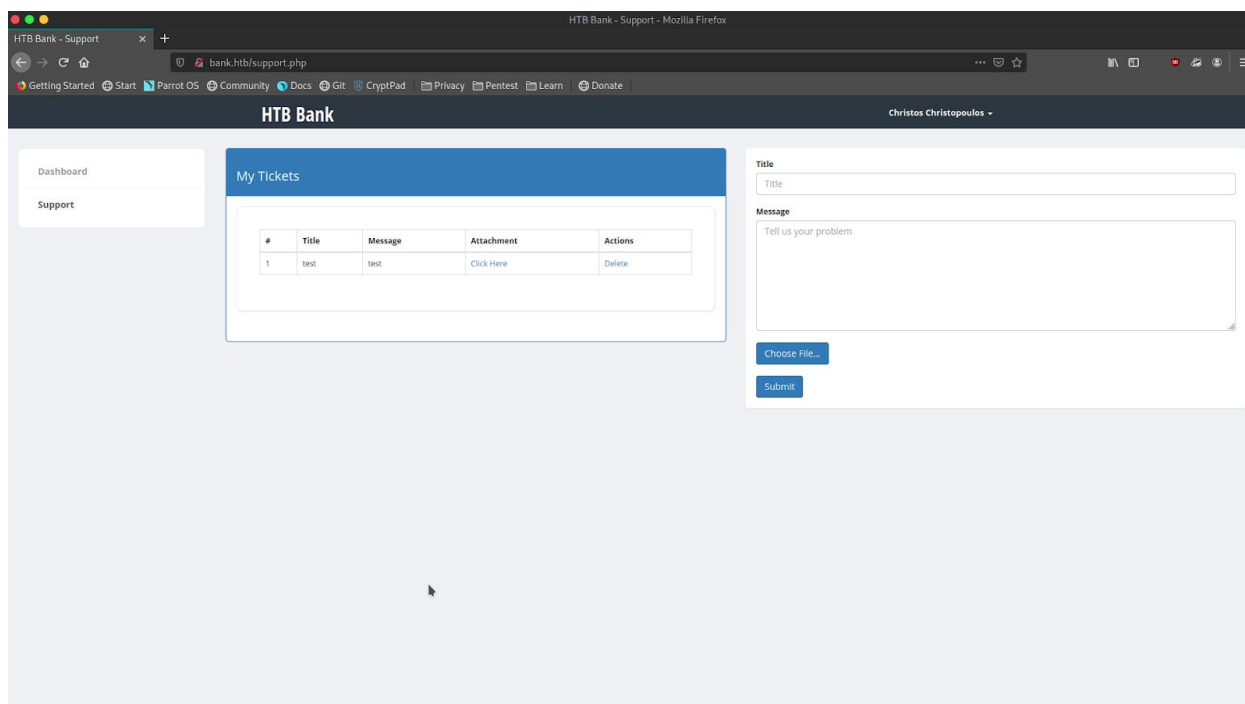 HTB Bank - Support - Mozilla Firefox
HTB Bank - Support × +
bank.htb/support.php
Getting Started Start Parrot OS Community Docs Git CryptPad Privacy Pentest Learn Donate
HTB Bank Christos Christopoulos
Dashboard
Support
My Tickets
# Title Message Attachment Actions
1 test test Click Here Delete
Title
Title
Message
Tell us your problem
Choose File...
Submit